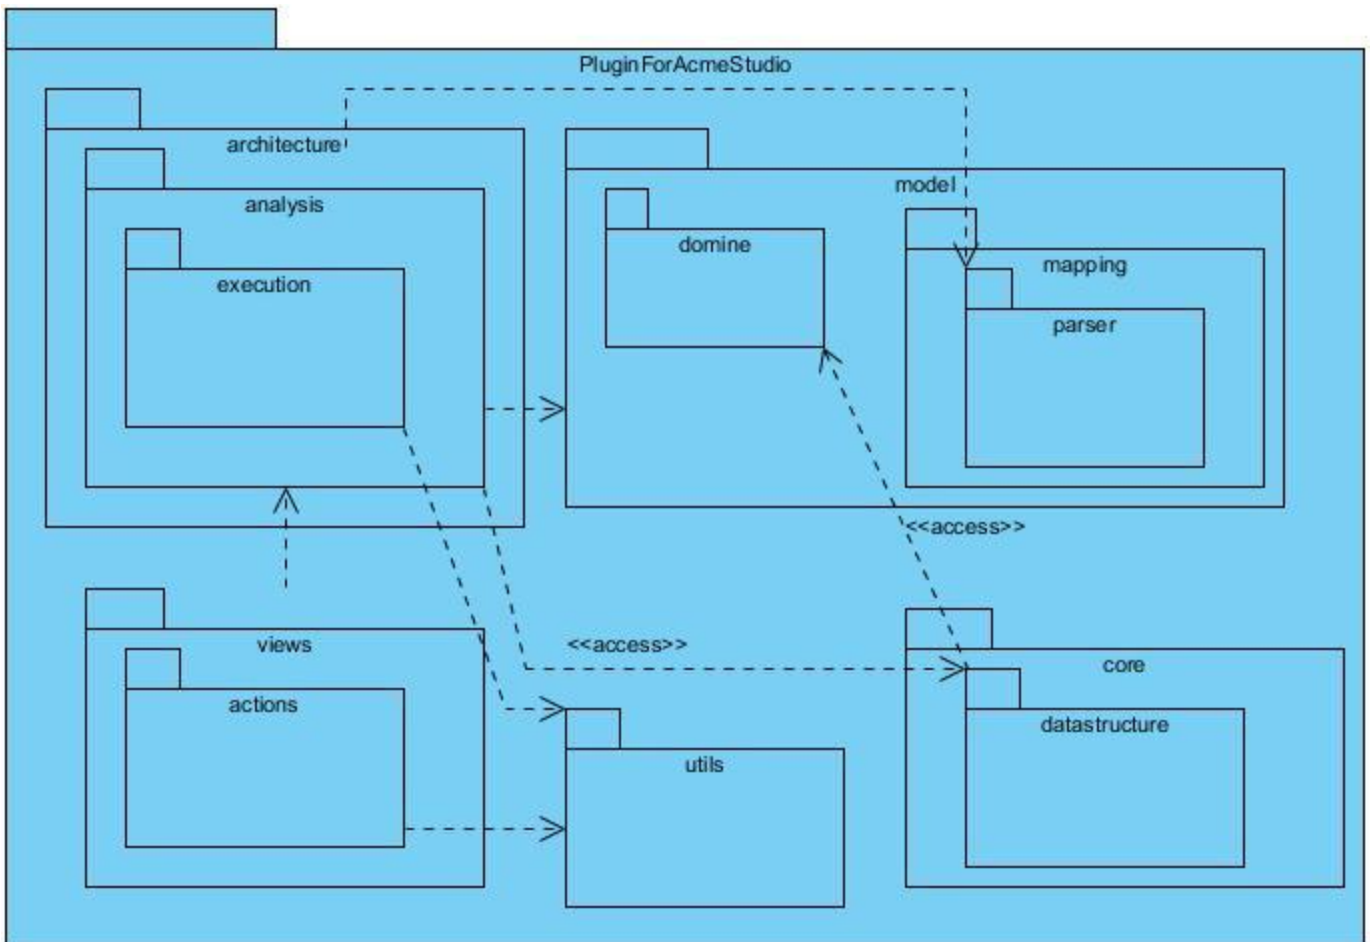 PluginForAcmeStudio
architecture
model
analysis
domine
mapping
execution
parser
<<access>>
views
<<access>>
core
actions
datastructure
utils